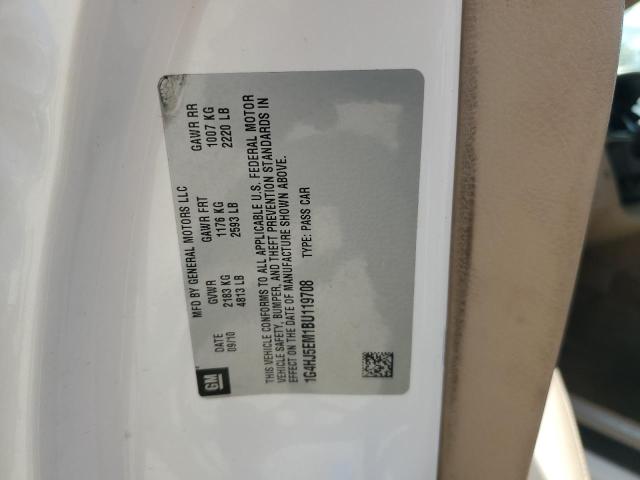 GM
MFD BY GENERAL MOTORS LLC
DATE GVWR GAWR FRT GAWR RR
09/10 2183 KG 1176 KG 1007 KG
4813 LB 2593 LB 2220 LB
THIS VEHICLE CONFORMS TO ALL APPLICABLE U.S. FEDERAL MOTOR
VEHICLE SAFETY, BUMPER, AND THEFT PREVENTION STANDARDS IN
EFFECT ON THE DATE OF MANUFACTURE SHOWN ABOVE.
1G4HJ5EM1BU119708 TYPE: PASS CAR